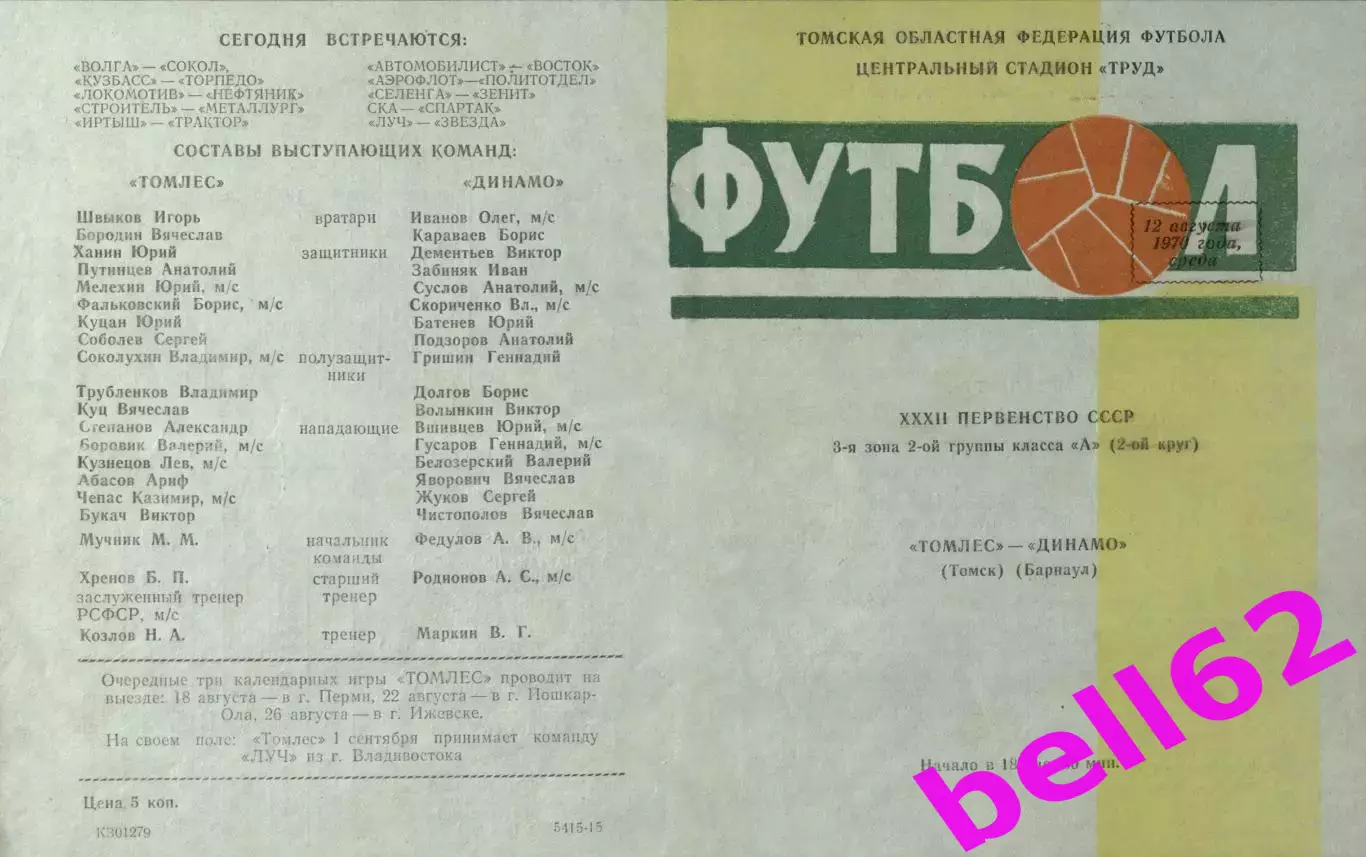 СЕГОДНЯ ВСТРЕЧАЮТСЯ:
«ВОЛГА» — «СОКОЛ»,
«КУЗБАСС» — «ТОРПЕДО»
«ЛОКОМОТИВ» — «НЕФТЯНИК»
«СТРОИТЕЛЬ» — «МЕТАЛЛУРГ»
«ИРТЫШ» — «ТРАКТОР»
«АВТОМОБИЛИСТ» — «ВОСТОК»
«АЭРОФЛОТ»—«ПОЛИТОТДЕЛ»
«СЕЛЕНГА» — «ЗЕНИТ»
СКА — «СПАРТАК»
«ЛУЧ» — «ЗВЕЗДА»
СОСТАВЫ ВЫСТУПАЮЩИХ КОМАНД:
«ТОМЛЕС» «ДИНАМО»
Швыков Игорь вратари Иванов Олег, м/с
Бородин Вячеслав Караваев Борис
Ханин Юрий защитники Дементьев Виктор
Путинцев Анатолий Забиняк Иван
Мелехин Юрий, м/с Суслов Анатолий, м/с
Фальковский Борис, м/с Скориченко Вл., м/с
Куцан Юрий Батенев Юрий
Соболев Сергей Подзоров Анатолий
Соколухин Владимир, м/с полузащит- Гришин Геннадий
ники
Трубленков Владимир Долгов Борис
Куц Вячеслав Волынкин Виктор
Степанов Александр нападающие Вшивцев Юрий, м/с
Боровик Валерий, м/с Гусаров Геннадий, м/с
Кузнецов Лев, м/с Белозерский Валерий
Абасов Ариф Яворович Вячеслав
Чепас Казимир, м/с Жуков Сергей
Букач Виктор Чистополов Вячеслав
Мучник М. М. начальник Федулов А. В., м/с
команды
Хренов Б. П. старший Родионов А. С., м/с
заслуженный тренер тренер
РСФСР, м/с
Козлов Н. А. тренер Маркин В. Г.
Очередные три календарных игры «ТОМЛЕС» проводит на
выезде: 18 августа — в г. Перми, 22 августа — в г. Йошкар-
Ола, 26 августа — в г. Ижевске.
На своем поле: «Томлес» 1 сентября принимает команду
«ЛУЧ» из г. Владивостока
Цена 5 коп.
КЗ01279 5415-15
ТОМСКАЯ ОБЛАСТНАЯ ФЕДЕРАЦИЯ ФУТБОЛА
ЦЕНТРАЛЬНЫЙ СТАДИОН «ТРУД»
ФУТБОЛ
12 августа
1970 года,
среда
XXXII ПЕРВЕНСТВО СССР
3-я зона 2-ой группы класса «А» (2-ой круг)
«ТОМЛЕС» — «ДИНАМО»
(Томск) (Барнаул)
Начало в 18 мин.
bell62